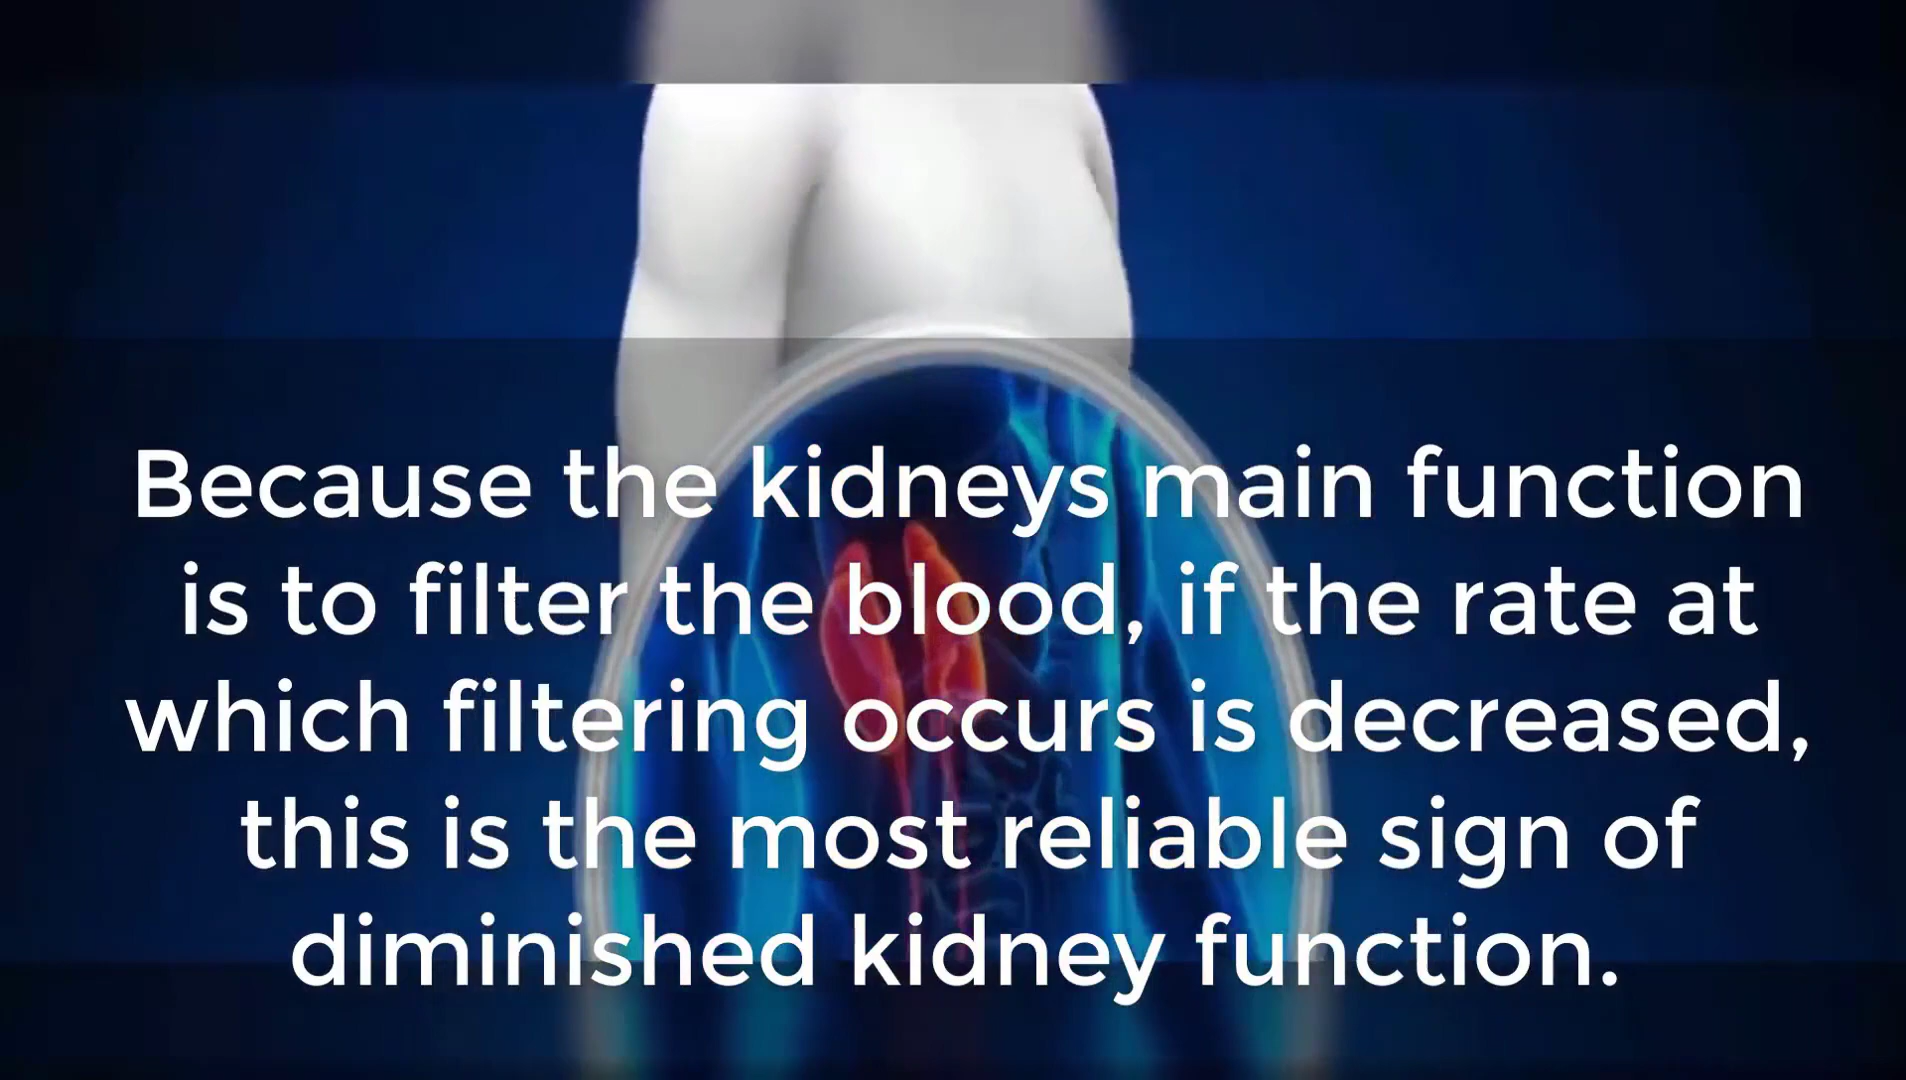 Because the kidneys main function
is to filter the blood, if the rate at
which filtering occurs is decreased,
this is the most reliable sign of
diminished kidney function.